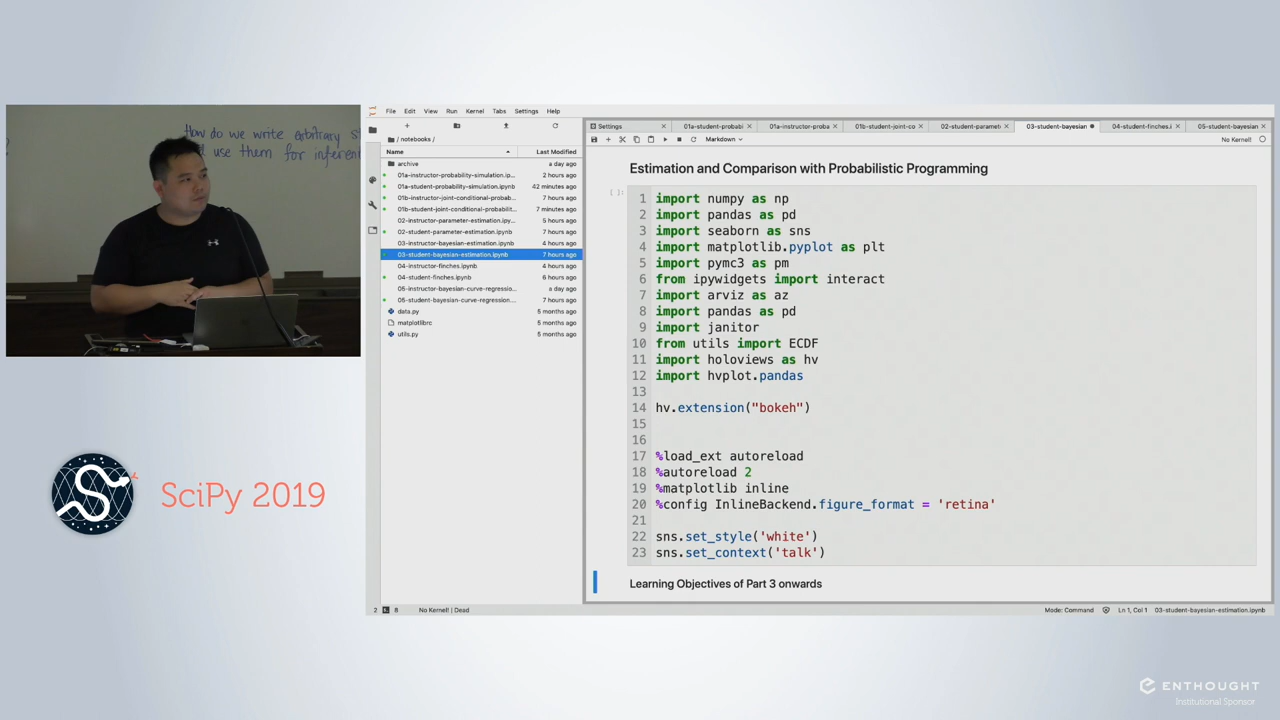 How do we write arbitrary
use them for
SciPy 2019
File Edit View Run Kernel Tabs Settings Help
/ notebooks /
Name Last Modified
archive a day ago
01a-instructor-probability-simulation.ip... 2 hours ago
01a-student-probability-simulation.ipynb 42 minutes ago
01b-instructor-joint-conditional-probab... 7 hours ago
01b-student-joint-conditional-probabilit... 7 minutes ago
02-instructor-parameter-estimation.ipy... 5 hours ago
02-student-parameter-estimation.ipynb 7 hours ago
03-instructor-bayesian-estimation.ipynb 4 hours ago
03-student-bayesian-estimation.ipynb 7 hours ago
04-instructor-finches.ipynb 4 hours ago
04-student-finches.ipynb 6 hours ago
05-instructor-bayesian-curve-regressio... a day ago
05-student-bayesian-curve-regression.... 7 hours ago
data.py 5 months ago
matplotlibrc 5 months ago
utils.py 5 months ago
Settings 01a-student-probabi 01a-instructor-proba 01b-student-joint-co 02-student-paramet 03-student-bayesian 04-student-finches.i 05-student-bayesian
Markdown No Kernel!
Estimation and Comparison with Probabilistic Programming
[ ]:
1 import numpy as np
2 import pandas as pd
3 import seaborn as sns
4 import matplotlib.pyplot as plt
5 import pymc3 as pm
6 from ipywidgets import interact
7 import arviz as az
8 import pandas as pd
9 import janitor
10 from utils import ECDF
11 import holoviews as hv
12 import hvplot.pandas
13
14 hv.extension("bokeh")
15
16
17 %load_ext autoreload
18 %autoreload 2
19 %matplotlib inline
20 %config InlineBackend.figure_format = 'retina'
21
22 sns.set_style('white')
23 sns.set_context('talk')
Learning Objectives of Part 3 onwards
2 8 No Kernel! | Dead Mode: Command Ln 1, Col 1 03-student-bayesian-estimation.ipynb
ENTHOUGHT
Institutional Sponsor